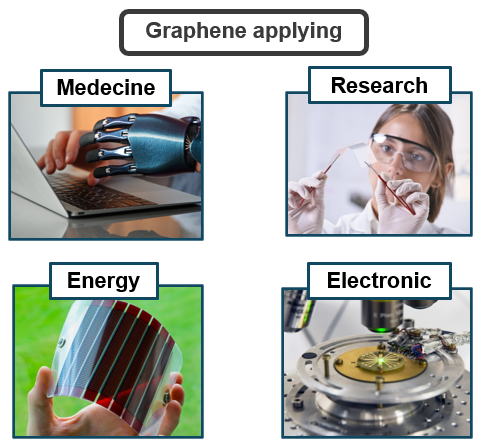 Graphene applying
Medecine
Research
Energy
Electronic